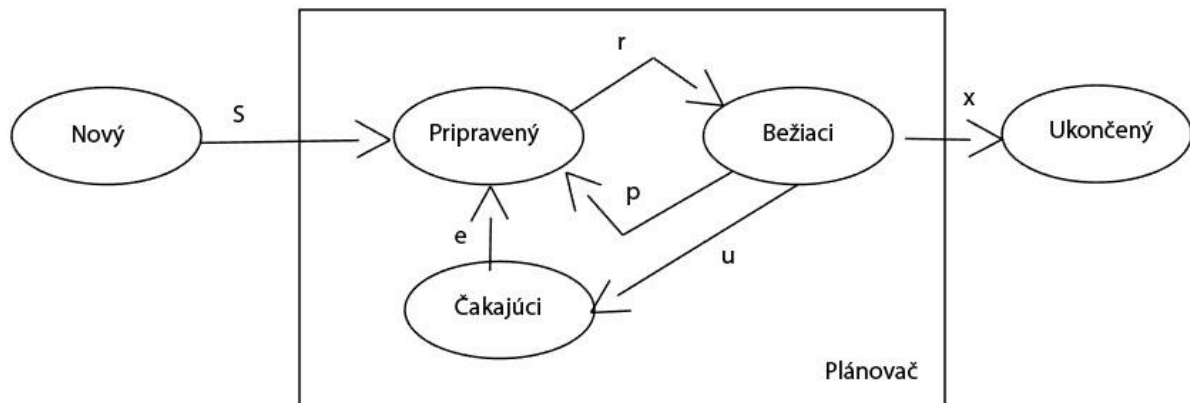 r
S
x
Nový
Pripravený
Bežiaci
Ukončený
p
e
u
Čakajúci
Plánovač